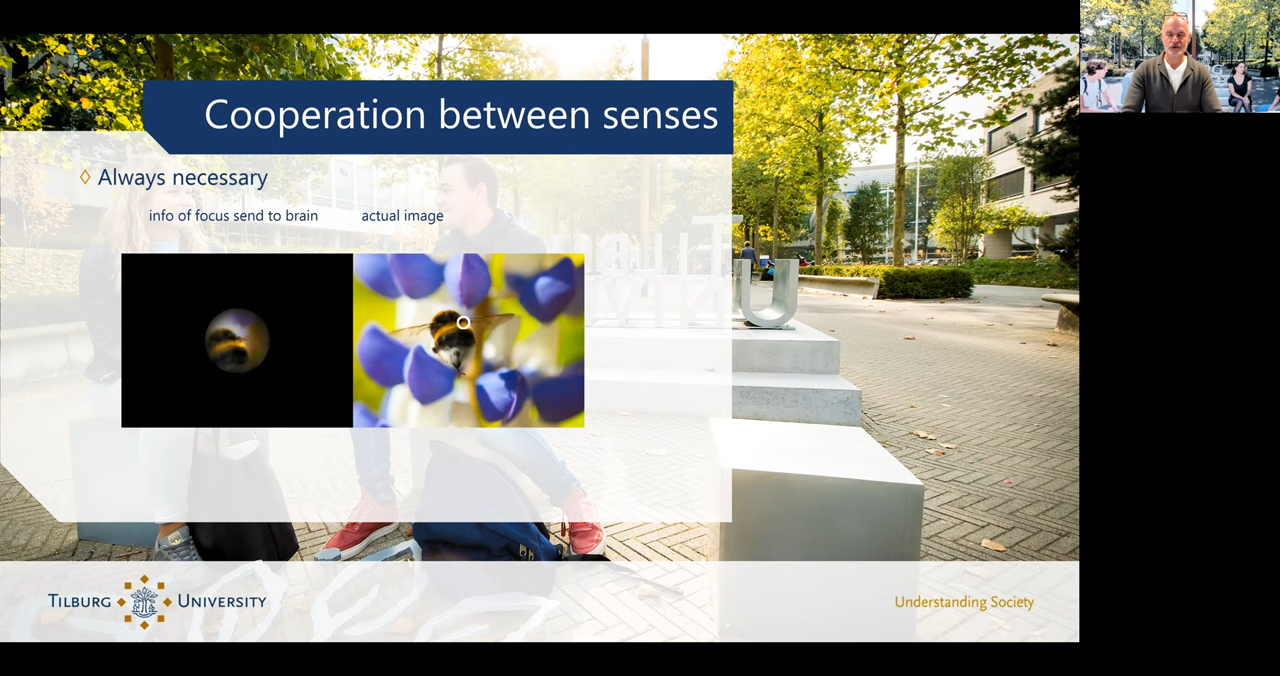 Cooperation between senses
◊ Always necessary
info of focus send to brain actual image
U
TILBURG UNIVERSITY
Understanding Society